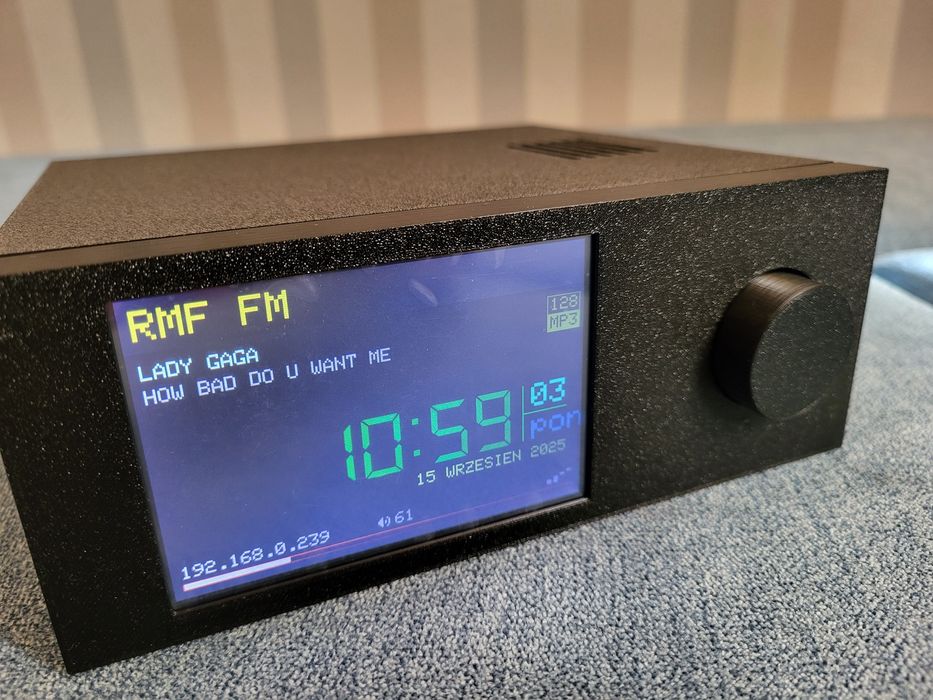 RMF FM
128
MP3
LADY GAGA
HOW BAD DO U WANT ME
10:59
03
pon
15 WRZESIEN 2025
61
192.168.0.239